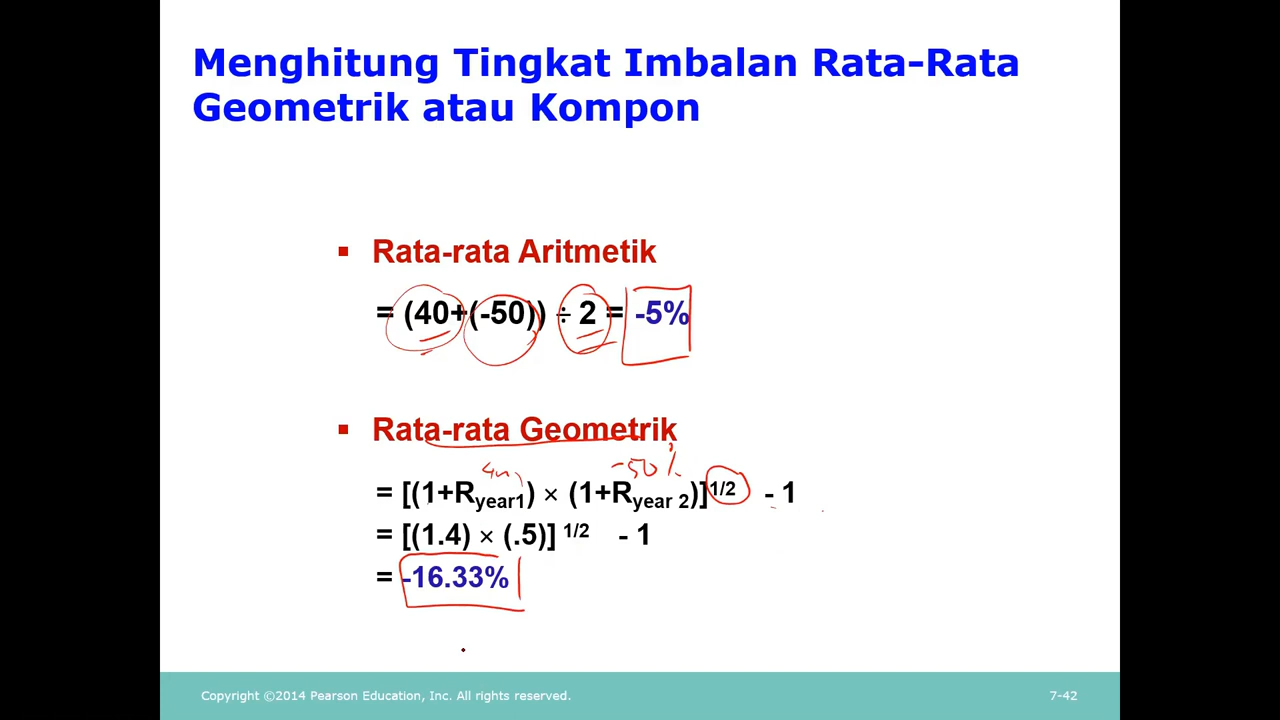 Menghitung Tingkat Imbalan Rata-Rata
Geometrik atau Kompon
▪ Rata-rata Aritmetik
= (40+(-50)) ÷ 2 = -5%
▪ Rata-rata Geometrik
-50%
= [(1+Ryear1) × (1+Ryear 2)]1/2 - 1
= [(1.4) × (.5)] 1/2 - 1
= -16.33%
Copyright ©2014 Pearson Education, Inc. All rights reserved.
7-42